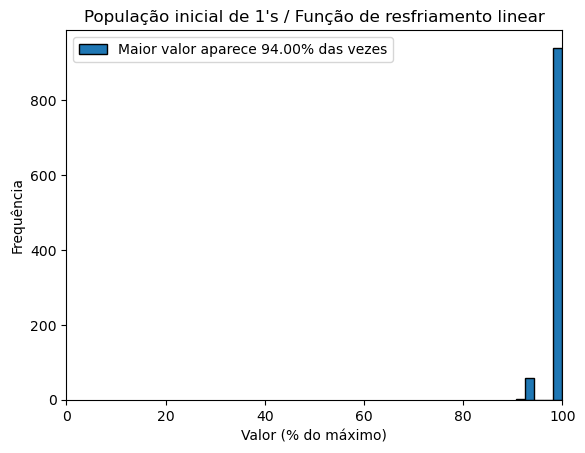 População inicial de 1's / Função de resfriamento linear
Maior valor aparece 94.00% das vezes
Frequência
800
600
400
200
0
0 20 40 60 80 100
Valor (% do máximo)